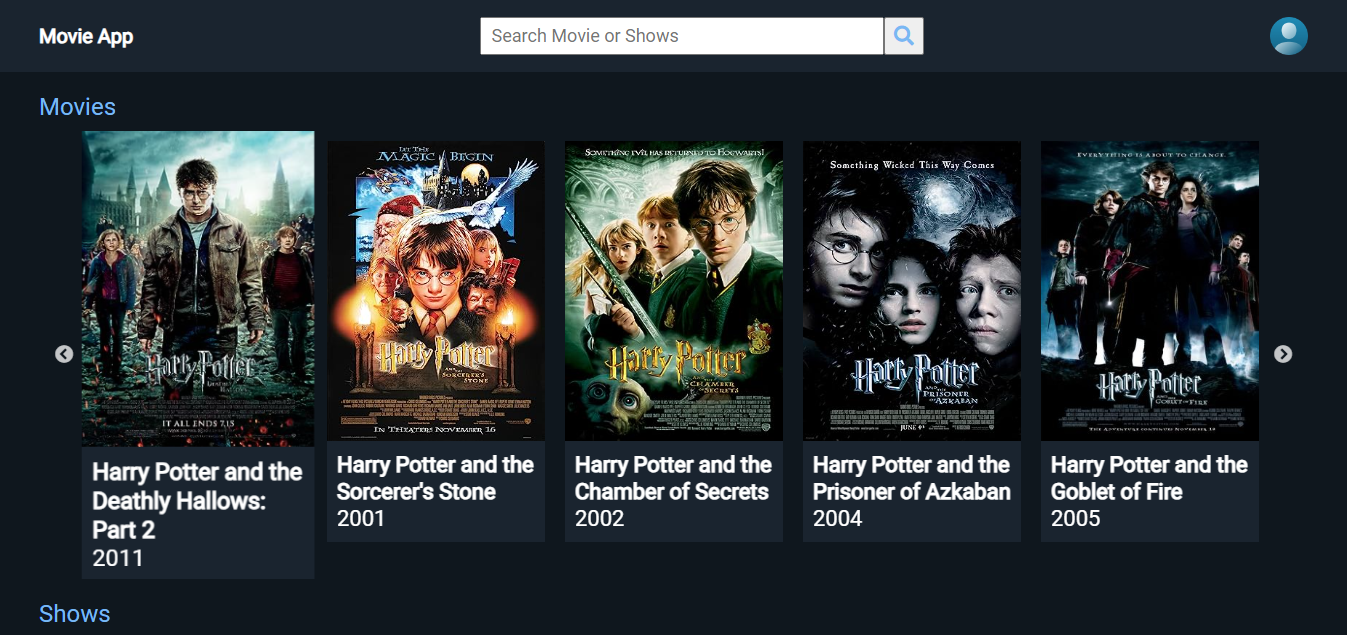 Movie App
Search Movie or Shows
Movies
Harry Potter
IT ALL ENDS 7.15
Harry Potter and the
Deathly Hallows:
Part 2
2011
LET THE
MAGIC BEGIN
Harry Potter
AND THE
SORCERER'S
STONE
IN THEATERS NOVEMBER 16
Harry Potter and the
Sorcerer's Stone
2001
SOMETHING EVIL HAS RETURNED TO HOGWARTS!
Harry Potter
AND THE
CHAMBER OF
SECRETS
Harry Potter and the
Chamber of Secrets
2002
Something Wicked This Way Comes
Harry Potter
AND THE
PRISONER OF
AZKABAN
JUNE 4
Harry Potter and the
Prisoner of Azkaban
2004
EVERYTHING IS ABOUT TO CHANGE
Harry Potter
AND THE
GOBLET OF FIRE
THE ADVENTURE CONTINUES NOVEMBER 18
Harry Potter and the
Goblet of Fire
2005
Shows